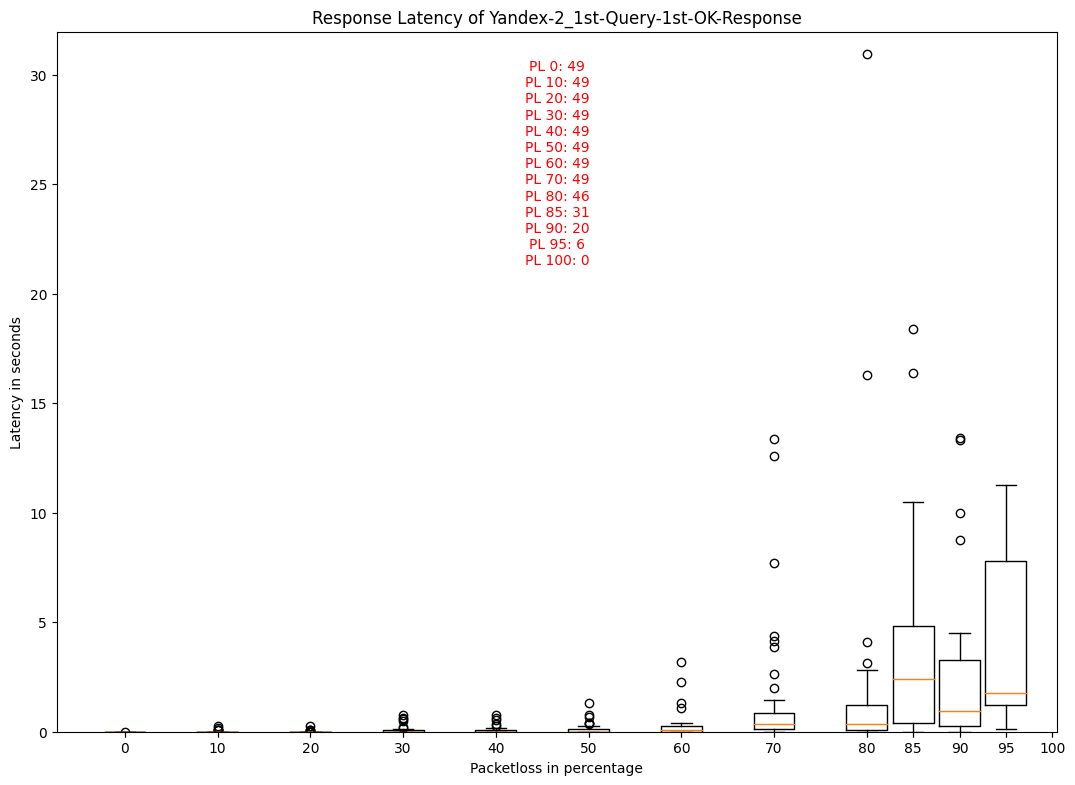 Response Latency of Yandex-2_1st-Query-1st-OK-Response
PL 0: 49
PL 10: 49
PL 20: 49
PL 30: 49
PL 40: 49
PL 50: 49
PL 60: 49
PL 70: 49
PL 80: 46
PL 85: 31
PL 90: 20
PL 95: 6
PL 100: 0
Latency in seconds
30
25
20
15
10
5
0
0 10 20 30 40 50 60 70 80 85 90 95 100
Packetloss in percentage